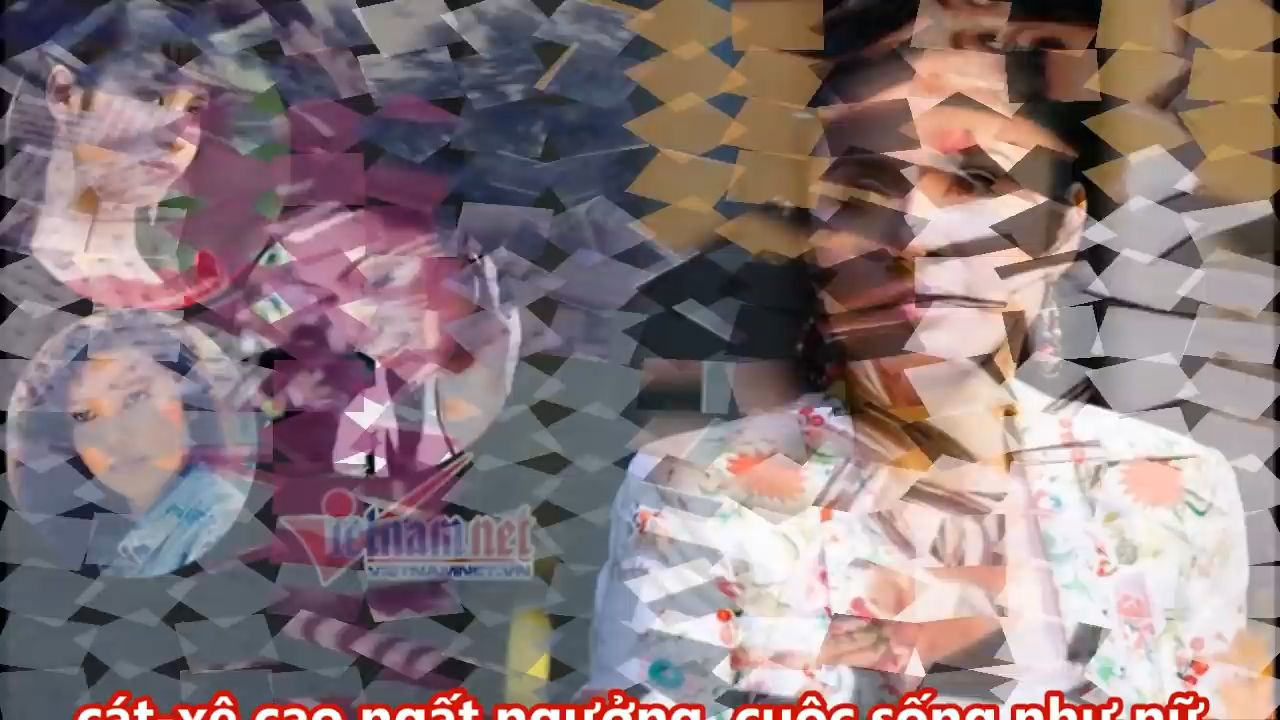 vietnamnet
VIETNAMNET.VN
cát-xê cao ngất ngưởng, cuộc sống như nữ